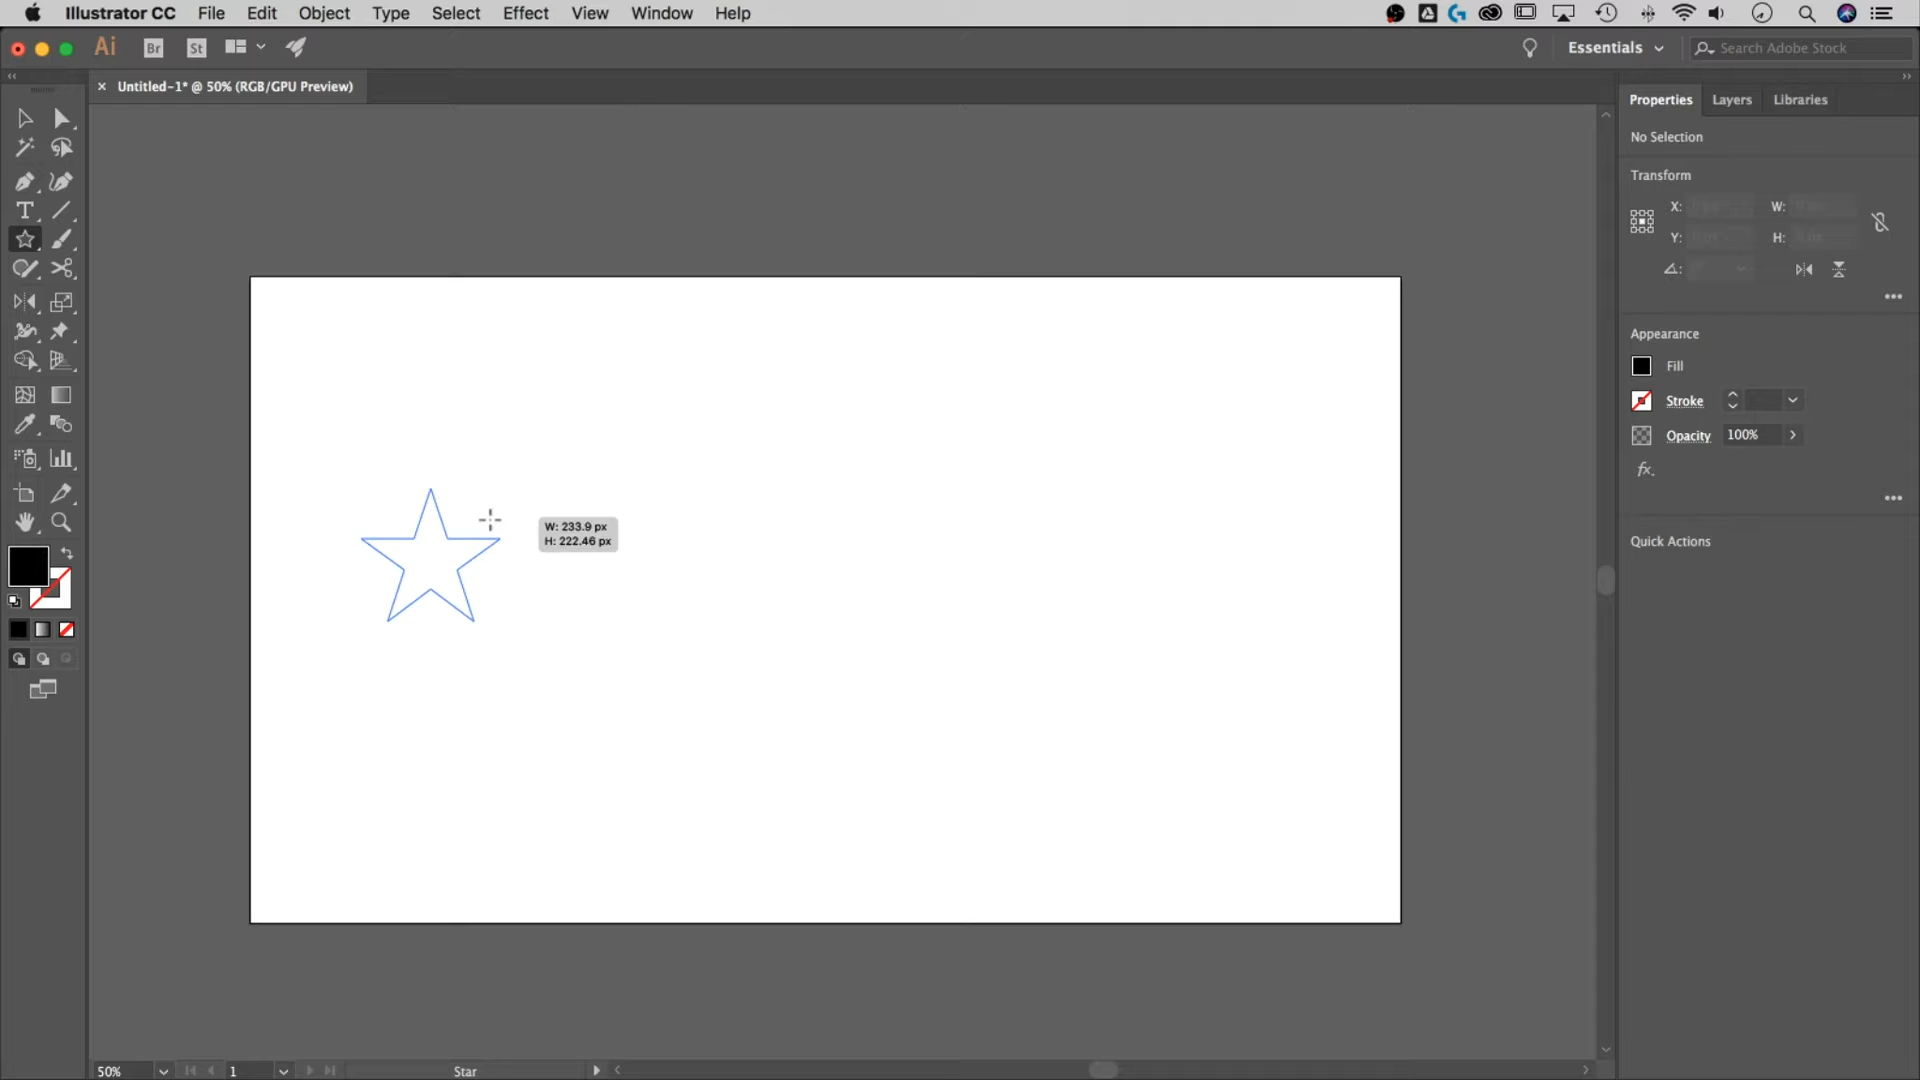 Illustrator CC File Edit Object Type Select Effect View Window Help
Ai Br St Essentials Search Adobe Stock
× Untitled-1* @ 50% (RGB/GPU Preview)
Properties Layers Libraries
No Selection
Transform
X: W:
Y: H:
Appearance
Fill
Stroke
Opacity 100%
fx.
Quick Actions
W: 233.9 px
H: 222.46 px
50% 1 Star